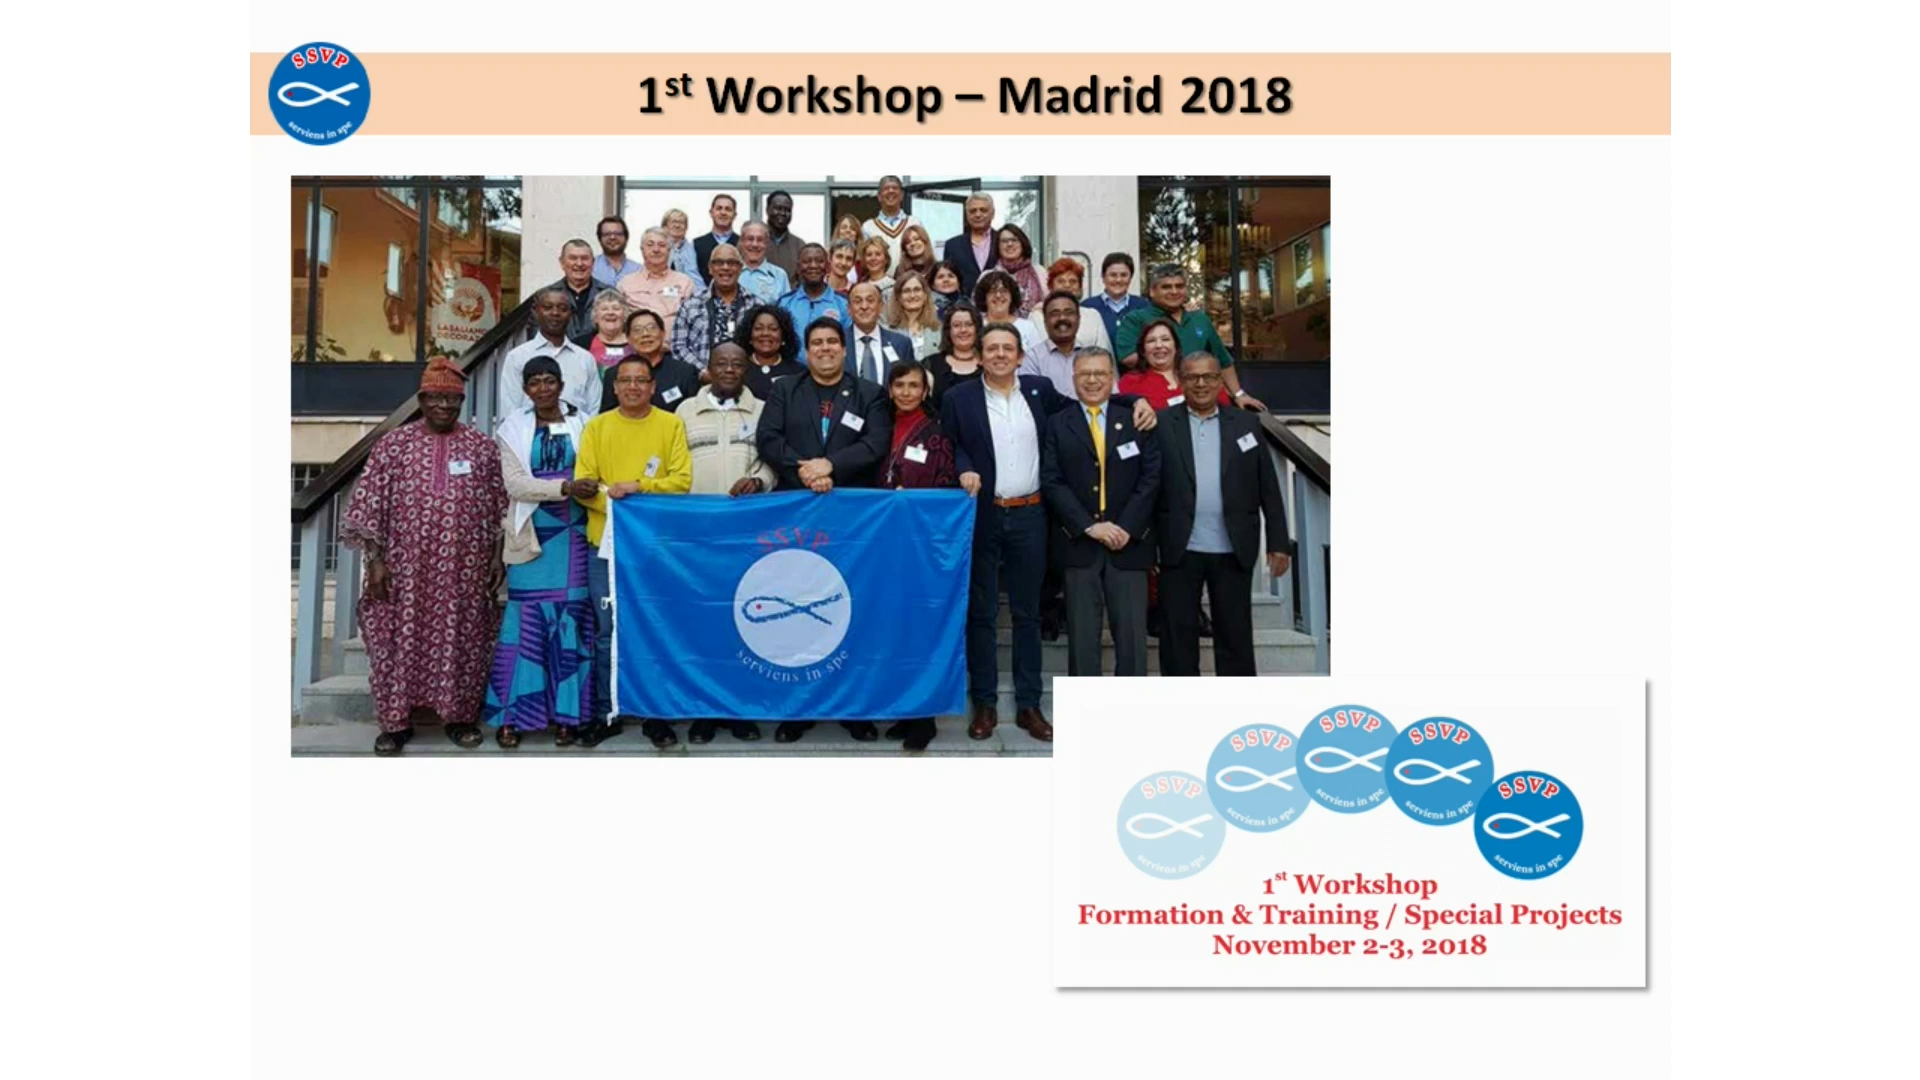 SSVP
serviens in spe
1st Workshop – Madrid 2018
SSVP
serviens in spe
SSVP
serviens in spe
SSVP
serviens in spe
SSVP
serviens in spe
SSVP
serviens in spe
SSVP
serviens in spe
1st Workshop
Formation & Training / Special Projects
November 2-3, 2018